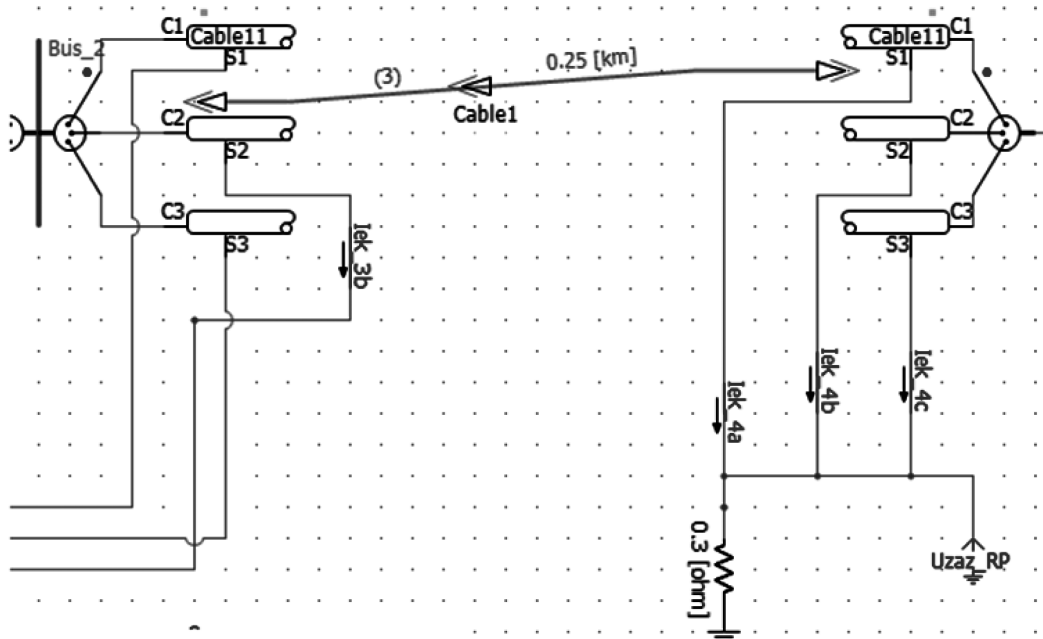 C1
Cable11
S1
Bus_2
C2
S2
C3
S3
Iek_3b
(3)
0.25 [km]
Cable1
Cable11
C1
S1
C2
S2
C3
S3
Iek_4a
Iek_4b
Iek_4c
0.3 [ohm]
Uzaz_RP